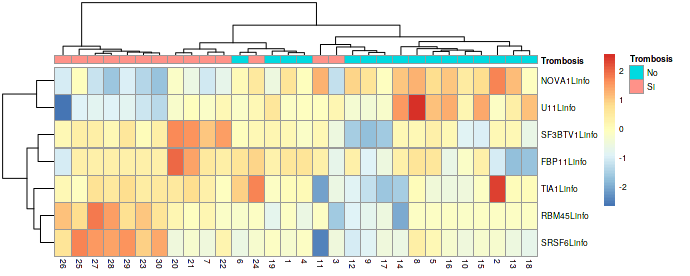 Trombosis
NOVA1Linfo
U11Linfo
SF3BTV1Linfo
FBP11Linfo
TIA1Linfo
RBM45Linfo
SRSF6Linfo
26 25 27 28 29 23 30 20 21 7 22 6 24 19 1 4 11 3 12 9 17 14 8 5 16 10 15 2 13 18
2
1
0
-1
-2
Trombosis
No
Si